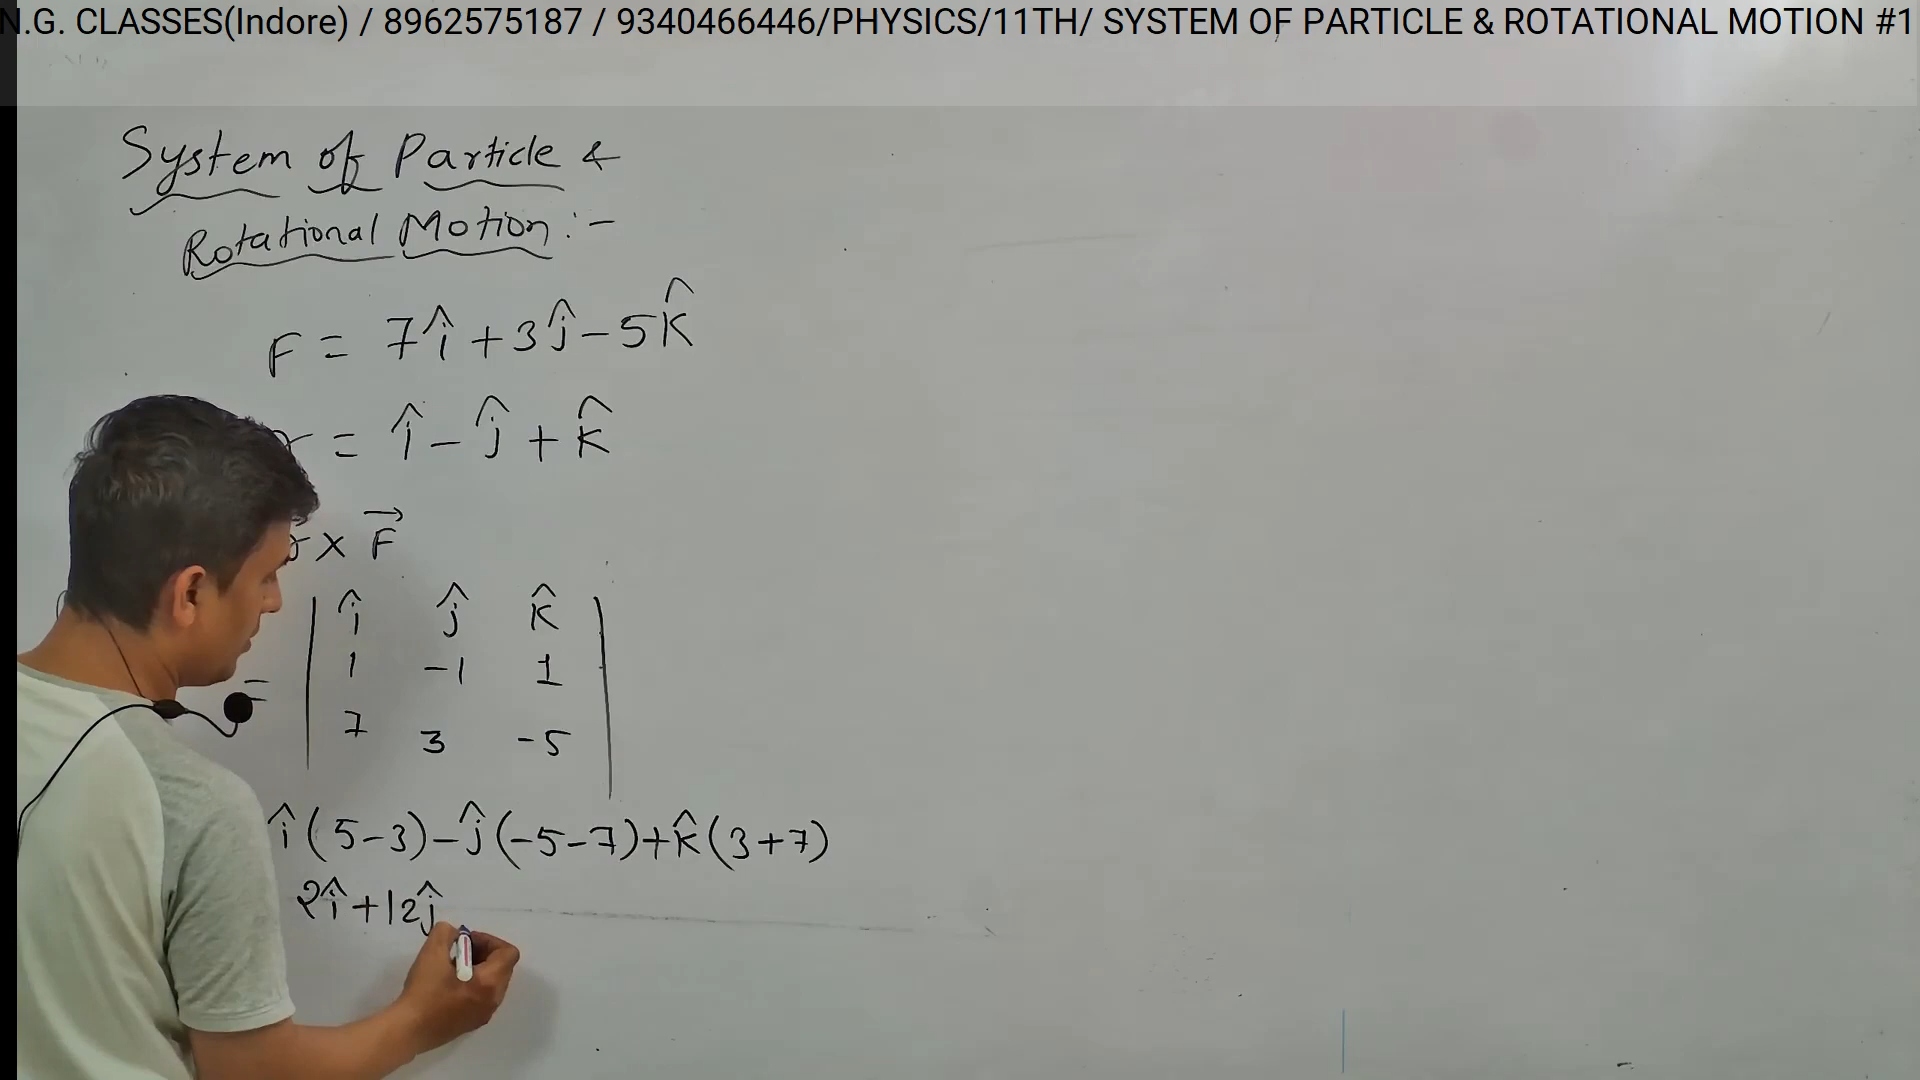 N.G. CLASSES(Indore) / 8962575187 / 9340466446/PHYSICS/11TH/ SYSTEM OF PARTICLE & ROTATIONAL MOTION #1
System of Particle &
Rotational Motion :-
F = 7î + 3ĵ - 5k̂
r = î - ĵ + k̂
r × F⃗
= | î ĵ k̂ |
| 1 -1 1 |
| 7 3 -5 |
î(5-3)-ĵ(-5-7)+k̂(3+7)
2î+12ĵ